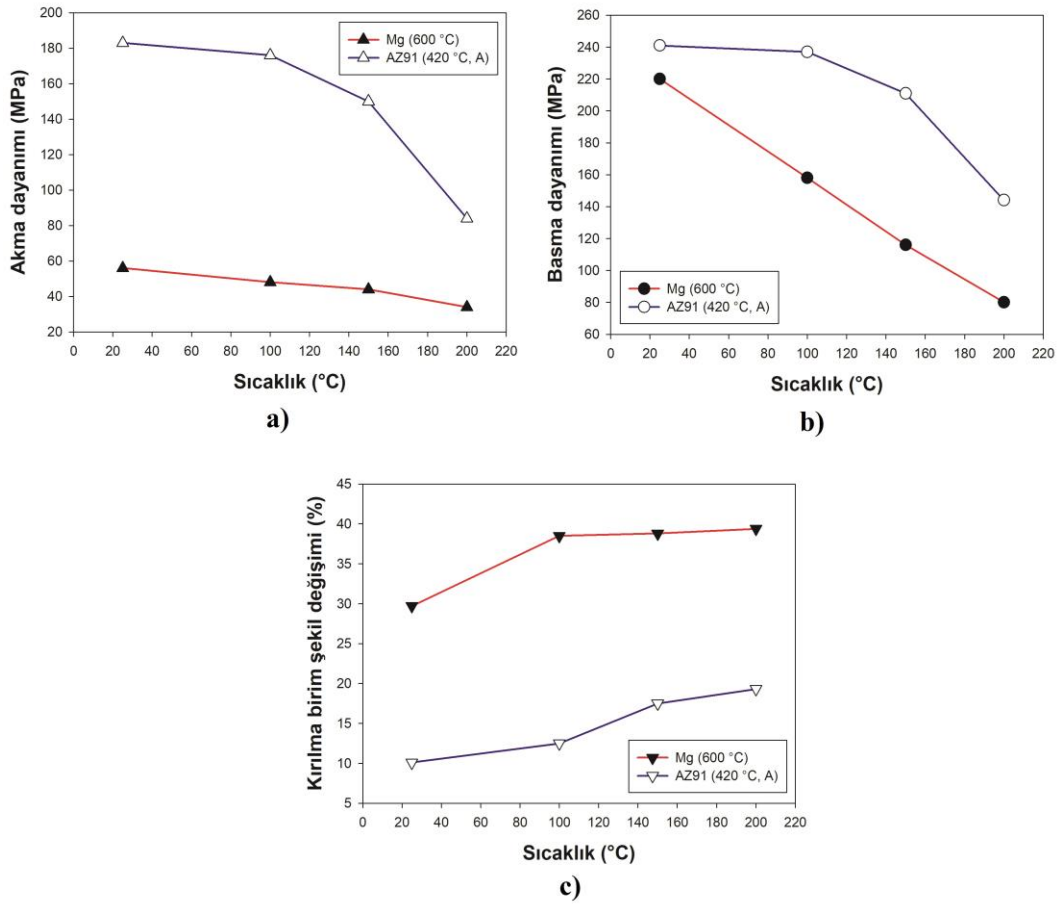 Akma dayanımı (MPa)
200
180
160
140
120
100
80
60
40
20
Mg (600 °C)
AZ91 (420 °C, A)
0 20 40 60 80 100 120 140 160 180 200 220
Sıcaklık (°C)
a)
Basma dayanımı (MPa)
260
240
220
200
180
160
140
120
100
80
60
Mg (600 °C)
AZ91 (420 °C, A)
0 20 40 60 80 100 120 140 160 180 200 220
Sıcaklık (°C)
b)
Kırılma birim şekil değişimi (%)
45
40
35
30
25
20
15
10
5
Mg (600 °C)
AZ91 (420 °C, A)
0 20 40 60 80 100 120 140 160 180 200 220
Sıcaklık (°C)
c)